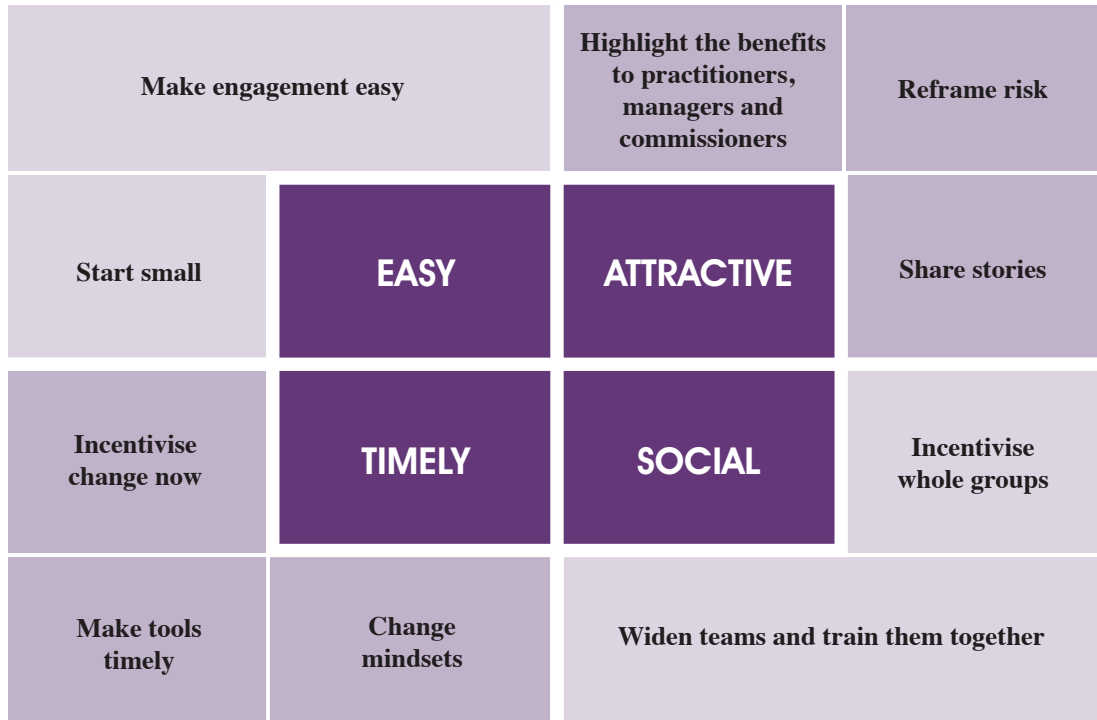 Make engagement easy
Highlight the benefits
to practitioners,
managers and
commissioners
Reframe risk
Start small
EASY
ATTRACTIVE
Share stories
Incentivise
change now
TIMELY
SOCIAL
Incentivise
whole groups
Make tools
timely
Change
mindsets
Widen teams and train them together